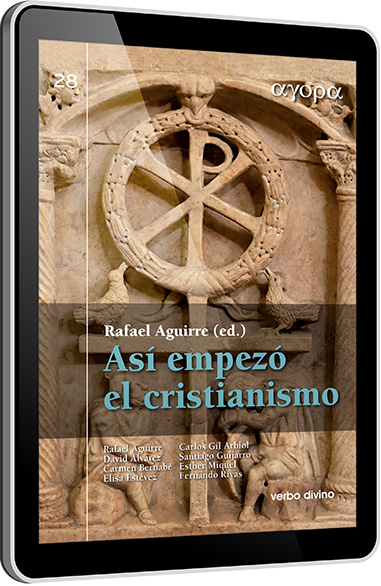 28
αγόρα
Rafael Aguirre (ed.)
Así empezó
el cristianismo
Rafael Aguirre
David Álvarez
Carmen Bernabé
Elisa Estévez
Carlos Gil Arbiol
Santiago Guijarro
Esther Miquel
Fernando Rivas
verbo divino